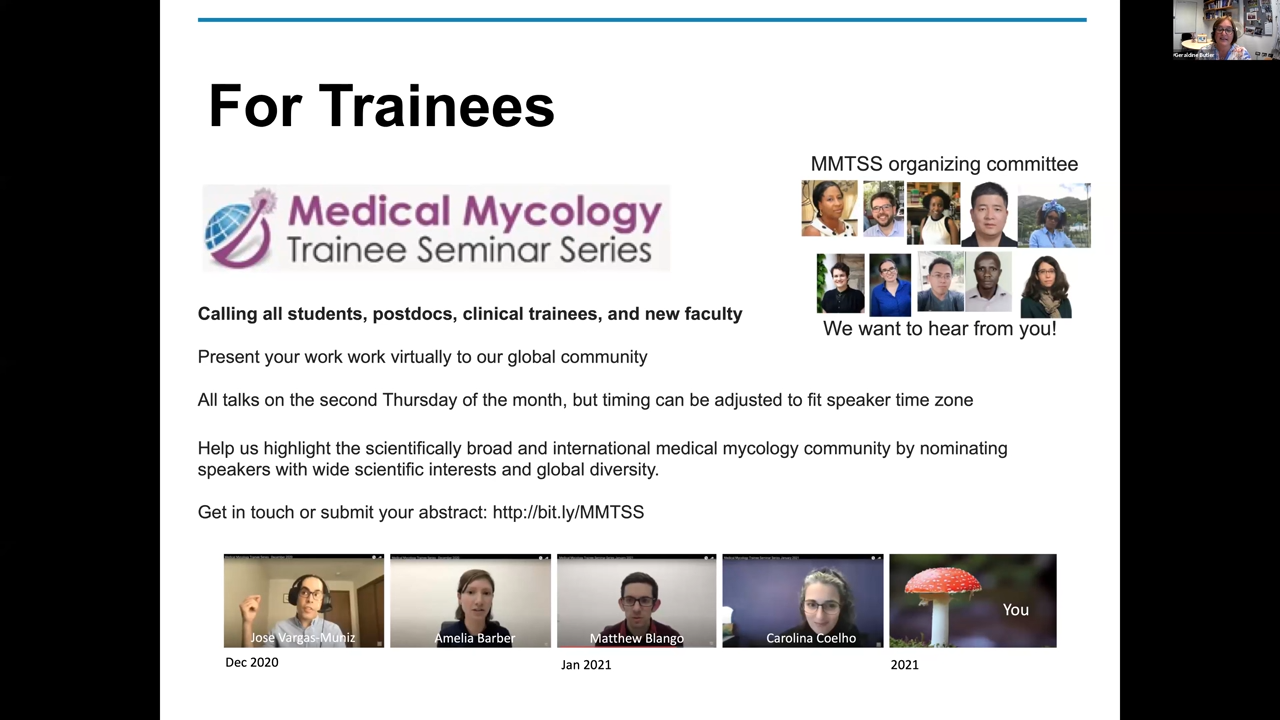 Geraldine Butler
For Trainees
MMTSS organizing committee
Medical Mycology
Trainee Seminar Series
Calling all students, postdocs, clinical trainees, and new faculty
We want to hear from you!
Present your work work virtually to our global community
All talks on the second Thursday of the month, but timing can be adjusted to fit speaker time zone
Help us highlight the scientifically broad and international medical mycology community by nominating
speakers with wide scientific interests and global diversity.
Get in touch or submit your abstract: http://bit.ly/MMTSS
Jose Vargas-Muniz
Amelia Barber
Matthew Blango
Carolina Coelho
You
Dec 2020
Jan 2021
2021